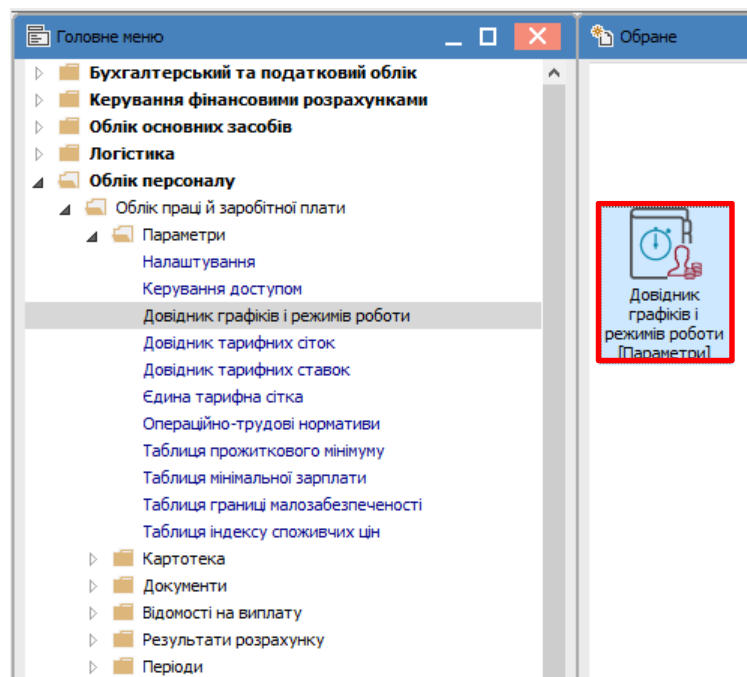 Головне меню
Бухгалтерський та податковий облік
Керування фінансовими розрахунками
Облік основних засобів
Логістика
Облік персоналу
Облік праці й заробітної плати
Параметри
Налаштування
Керування доступом
Довідник графіків і режимів роботи
Довідник тарифних сіток
Довідник тарифних ставок
Єдина тарифна сітка
Операційно-трудові нормативи
Таблиця прожиткового мінімуму
Таблиця мінімальної зарплати
Таблиця границі малозабезпеченості
Таблиця індексу споживчих цін
Картотека
Документи
Відомості на виплату
Результати розрахунку
Періоди
Обране
Довідник
графіків і
режимів роботи
[Параметри]